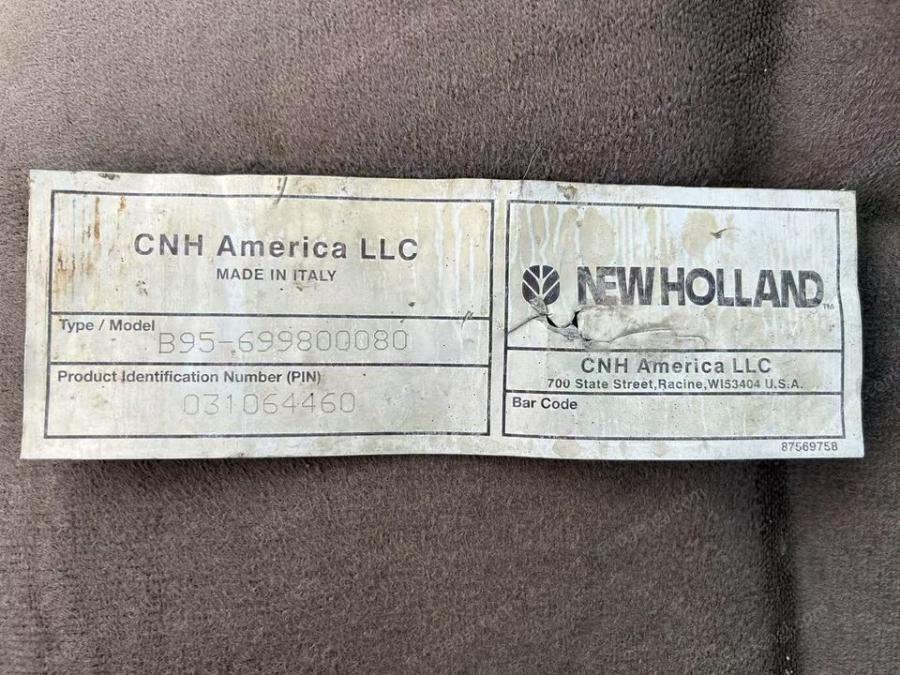 CNH America LLC
MADE IN ITALY
Type / Model
B95-699800080
Product Identification Number (PIN)
031064460
NEW HOLLAND™
CNH America LLC
700 State Street,Racine,WI53404 U.S.A.
Bar Code
87569758